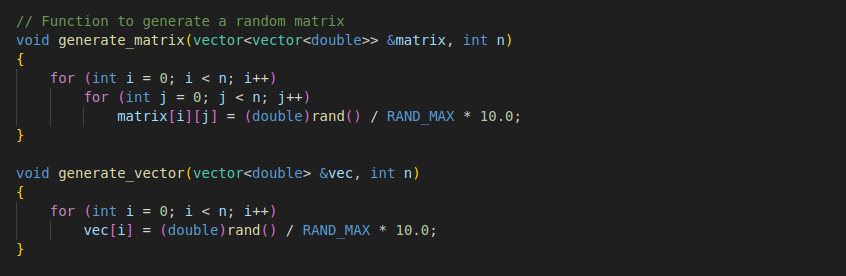 // Function to generate a random matrix
void generate_matrix(vector<vector<double>> &matrix, int n)
{
    for (int i = 0; i < n; i++)
        for (int j = 0; j < n; j++)
            matrix[i][j] = (double)rand() / RAND_MAX * 10.0;
}

void generate_vector(vector<double> &vec, int n)
{
    for (int i = 0; i < n; i++)
        vec[i] = (double)rand() / RAND_MAX * 10.0;
}